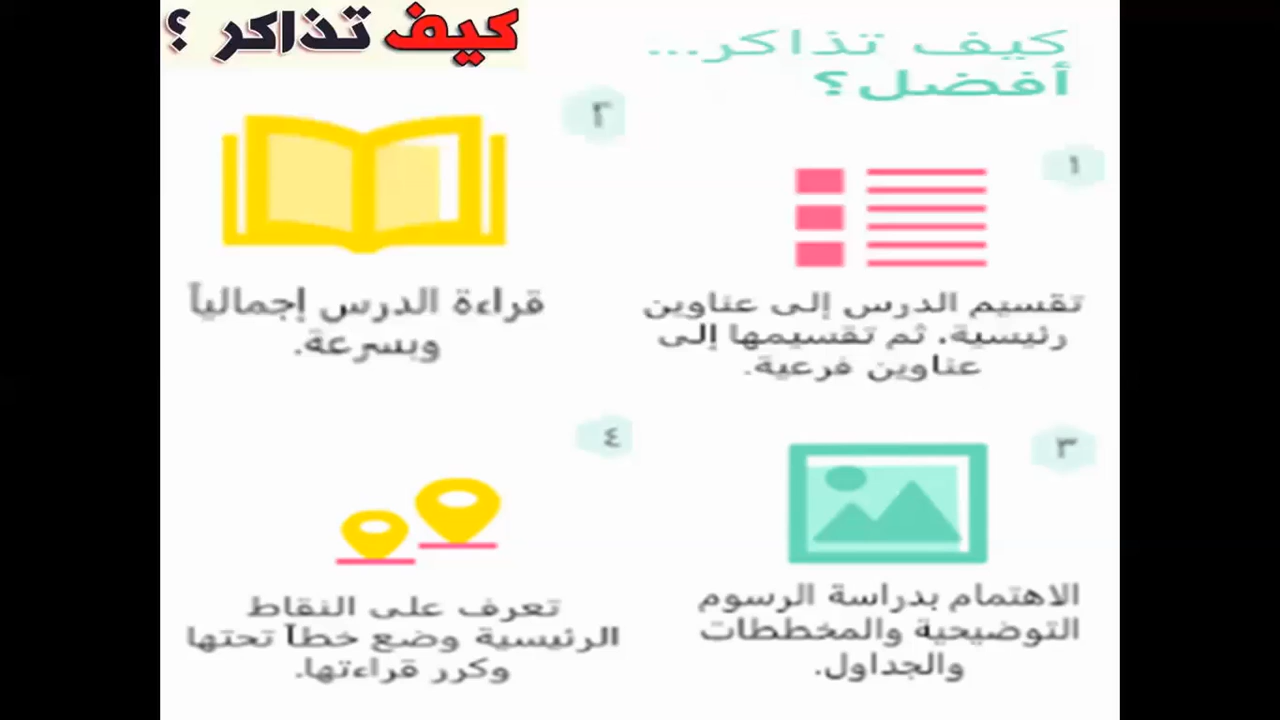 كيف تذاكر ؟
كيف تذاكر...
أفضل؟
١
تقسيم الدرس إلى عناوين
رئيسية، ثم تقسيمها إلى
عناوين فرعية.
٢
قراءة الدرس إجمالياً
وبسرعة.
٣
الاهتمام بدراسة الرسوم
التوضيحية والمخططات
والجداول.
٤
تعرف على النقاط
الرئيسية وضع خطاً تحتها
وكرر قراءتها.